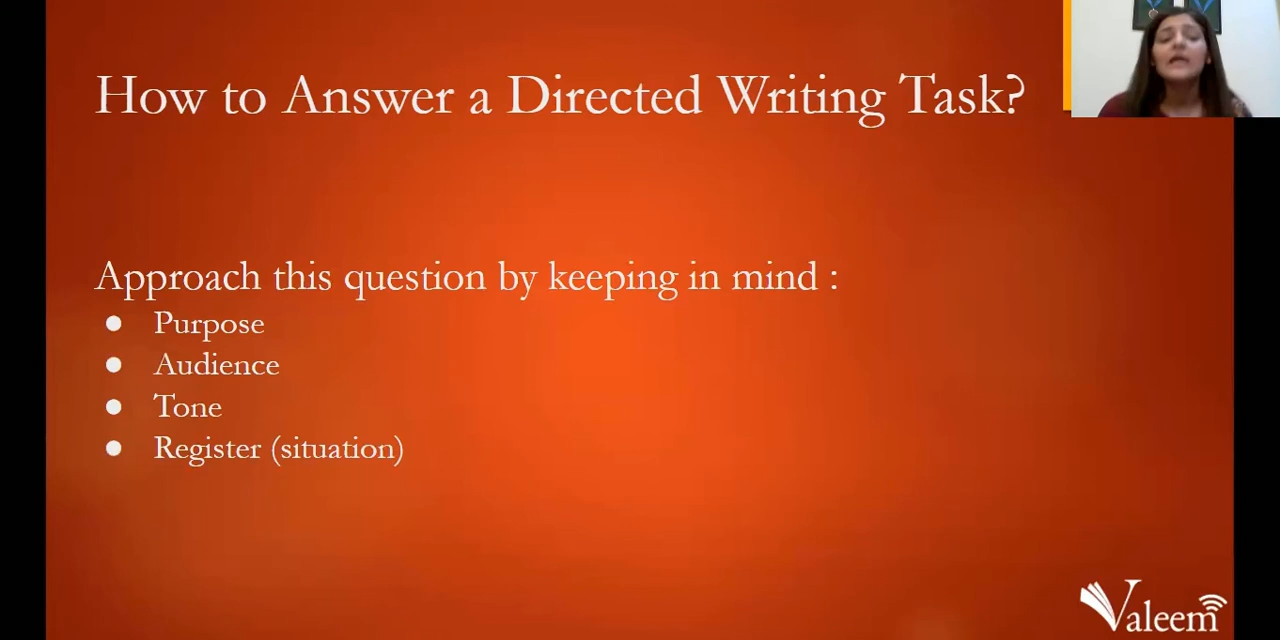 How to Answer a Directed Writing Task?
Approach this question by keeping in mind :
● Purpose
● Audience
● Tone
● Register (situation)
Valeem